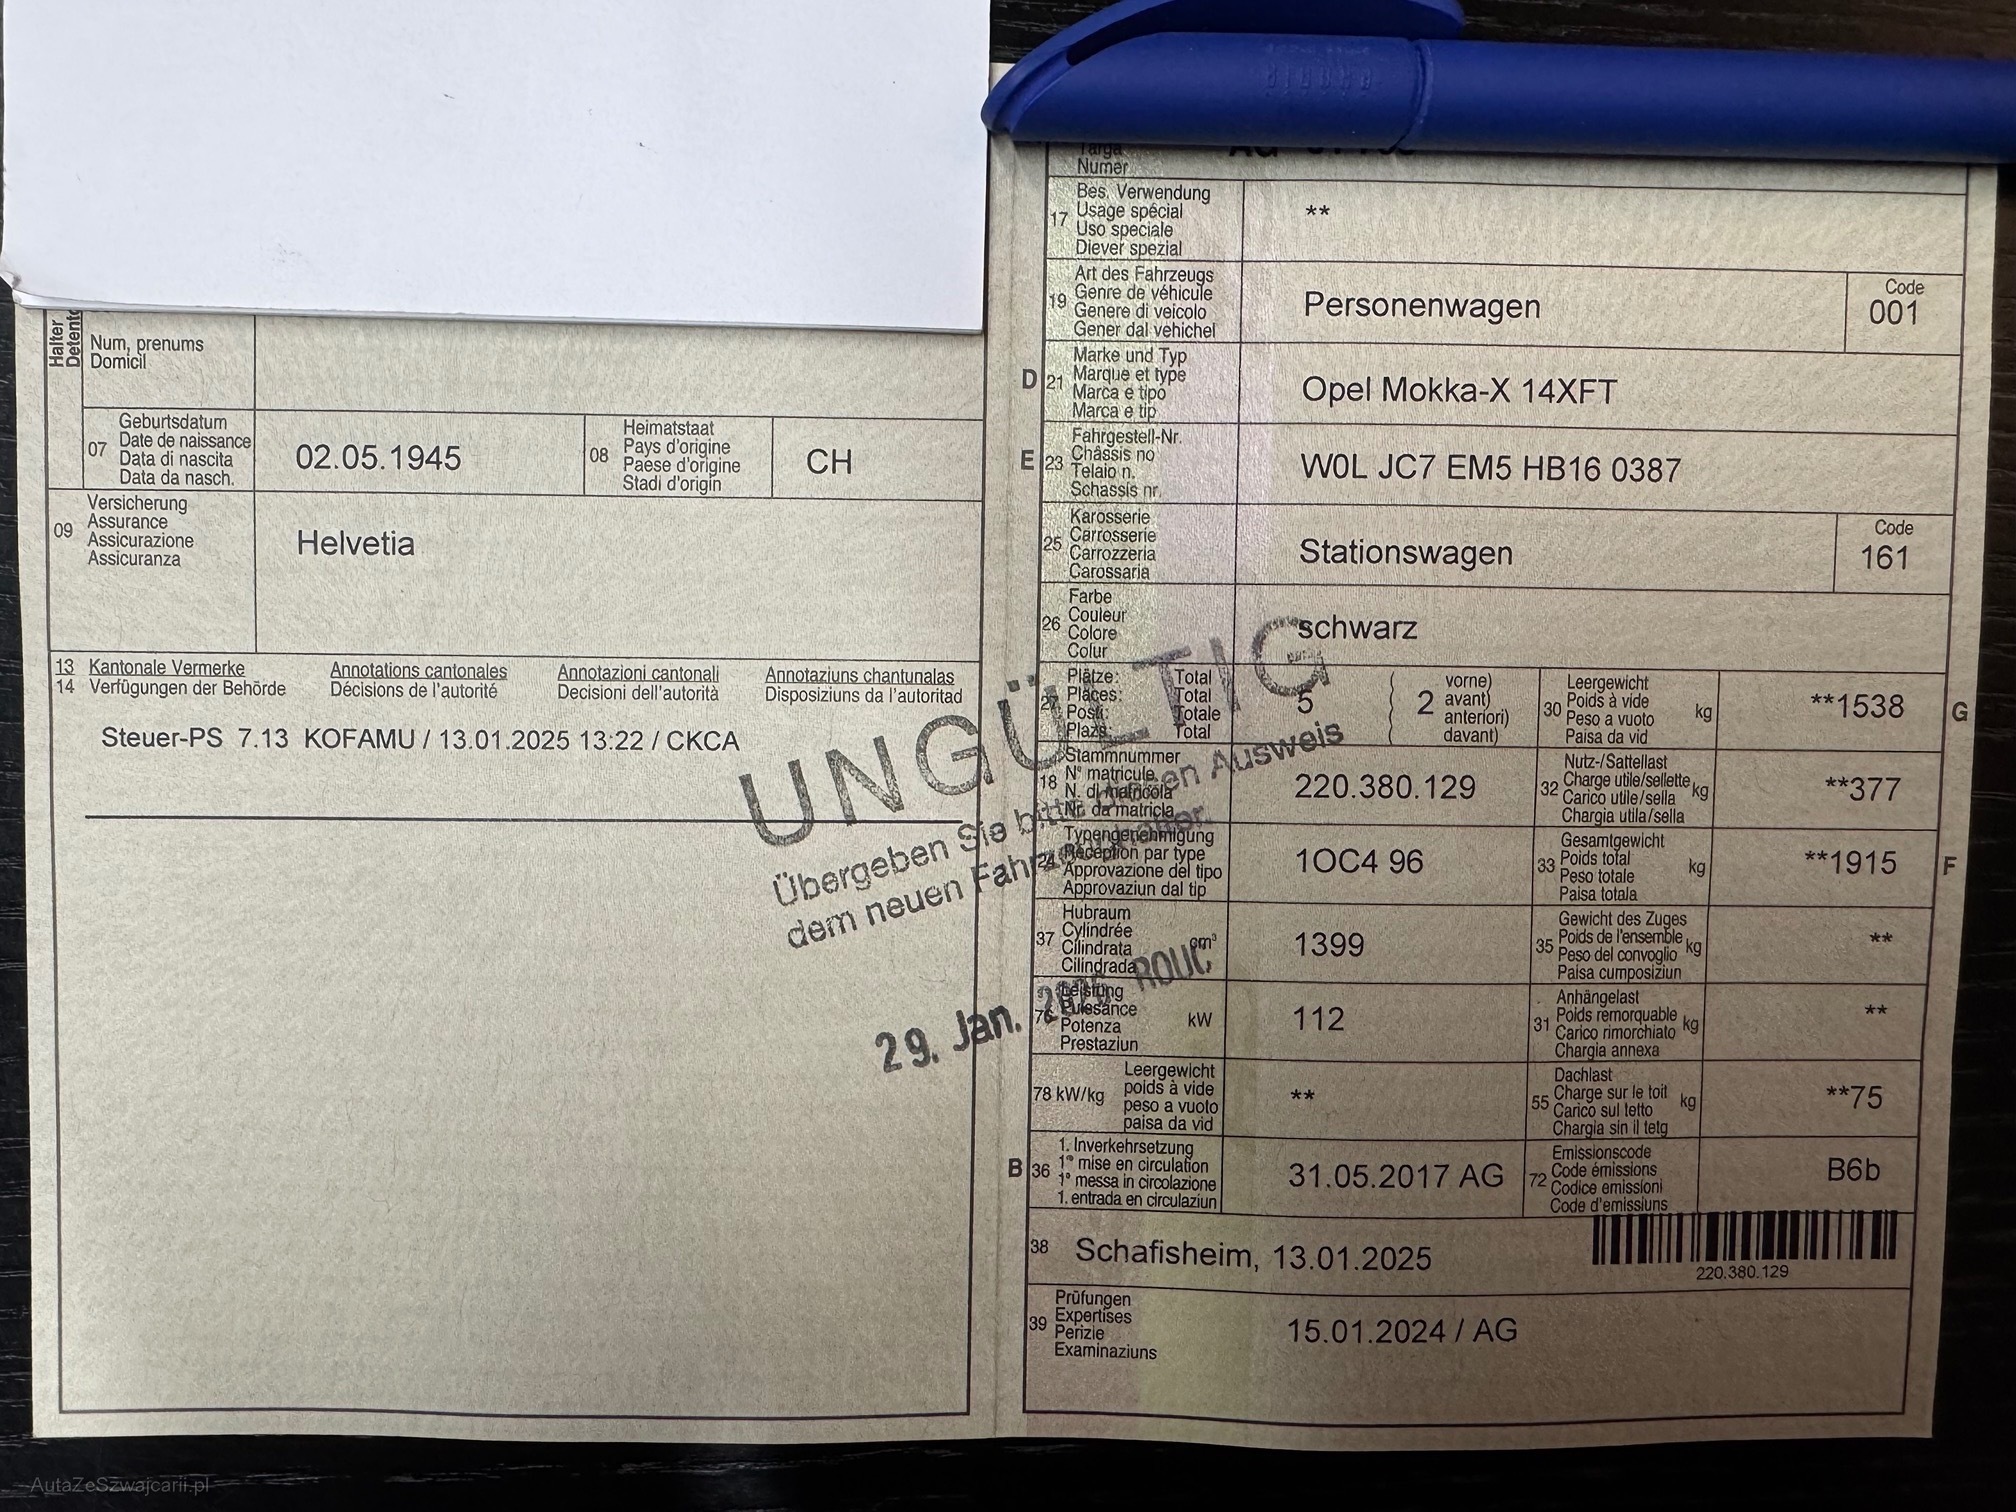 Numer
17 Bes. Verwendung
Usage spécial
Uso speciale
Diever spezial
**
19 Art des Fahrzeugs
Genre de véhicule
Genere di veicolo
Gener dal vehichel
Personenwagen
Code
001
D 21 Marke und Typ
Marque et type
Marca e tipo
Marca e tip
Opel Mokka-X 14XFT
E 23 Fahrgestell-Nr.
Châssis no
Telaio n.
Schassis nr.
W0L JC7 EM5 HB16 0387
25 Karosserie
Carrosserie
Carrozzeria
Carossaria
Stationswagen
Code
161
26 Farbe
Couleur
Colore
Colur
schwarz
27 Plätze: Total
Places: Total
Posti: Totale
Plazs: Total
5
2
vorne)
avant)
anteriori)
davant)
30 Leergewicht
Poids à vide
Peso a vuoto
Paisa da vid
kg
**1538
G
18 Stammnummer
N° matricule
N. di matricola
Nr. da matricla
220.380.129
32 Nutz-/Sattellast
Charge utile/sellette
Carico utile/sella
Chargia utila/sella
kg
**377
24 Typengenehmigung
Réception par type
Approvazione del tipo
Approvaziun dal tip
1OC4 96
33 Gesamtgewicht
Poids total
Peso totale
Paisa totala
kg
**1915
F
37 Hubraum
Cylindrée
Cilindrata
Cilindrada
cm³
1399
35 Gewicht des Zuges
Poids de l'ensemble
Peso del convoglio
Paisa cumposiziun
kg
**
76 Leistung
Puissance
Potenza
Prestaziun
kW
112
31 Anhängelast
Poids remorquable
Carico rimorchiato
Chargia annexa
kg
**
78 kW/kg
Leergewicht
poids à vide
peso a vuoto
paisa da vid
**
55 Dachlast
Charge sur le toit
Carico sul tetto
Chargia sin il tetg
kg
**75
B 36 1. Inverkehrsetzung
1re mise en circulation
1a messa in circolazione
1. entrada en circulaziun
31.05.2017 AG
72 Emissionscode
Code émissions
Codice emissioni
Code d'emissiuns
B6b
38 Schafisheim, 13.01.2025
220.380.129
39 Prüfungen
Expertises
Perizie
Examinaziuns
15.01.2024 / AG
Halter
Num, prenums
Domicil
07 Geburtsdatum
Date de naissance
Data di nascita
Data da nasch.
02.05.1945
08 Heimatstaat
Pays d'origine
Paese d'origine
Stadi d'origin
CH
09 Versicherung
Assurance
Assicurazione
Assicuranza
Helvetia
13 Kantonale Vermerke Annotations cantonales Annotazioni cantonali Annotaziuns chantunalas
14 Verfügungen der Behörde Décisions de l'autorité Decisioni dell'autorità Disposiziuns da l'autoritad
Steuer-PS 7.13 KOFAMU / 13.01.2025 13:22 / CKCA
UNGÜLTIG
Übergeben Sie bitte diesen Ausweis
dem neuen Fahrzeughalter.
29. Jan. ROUC
AutaZeSzwajcarii.pl